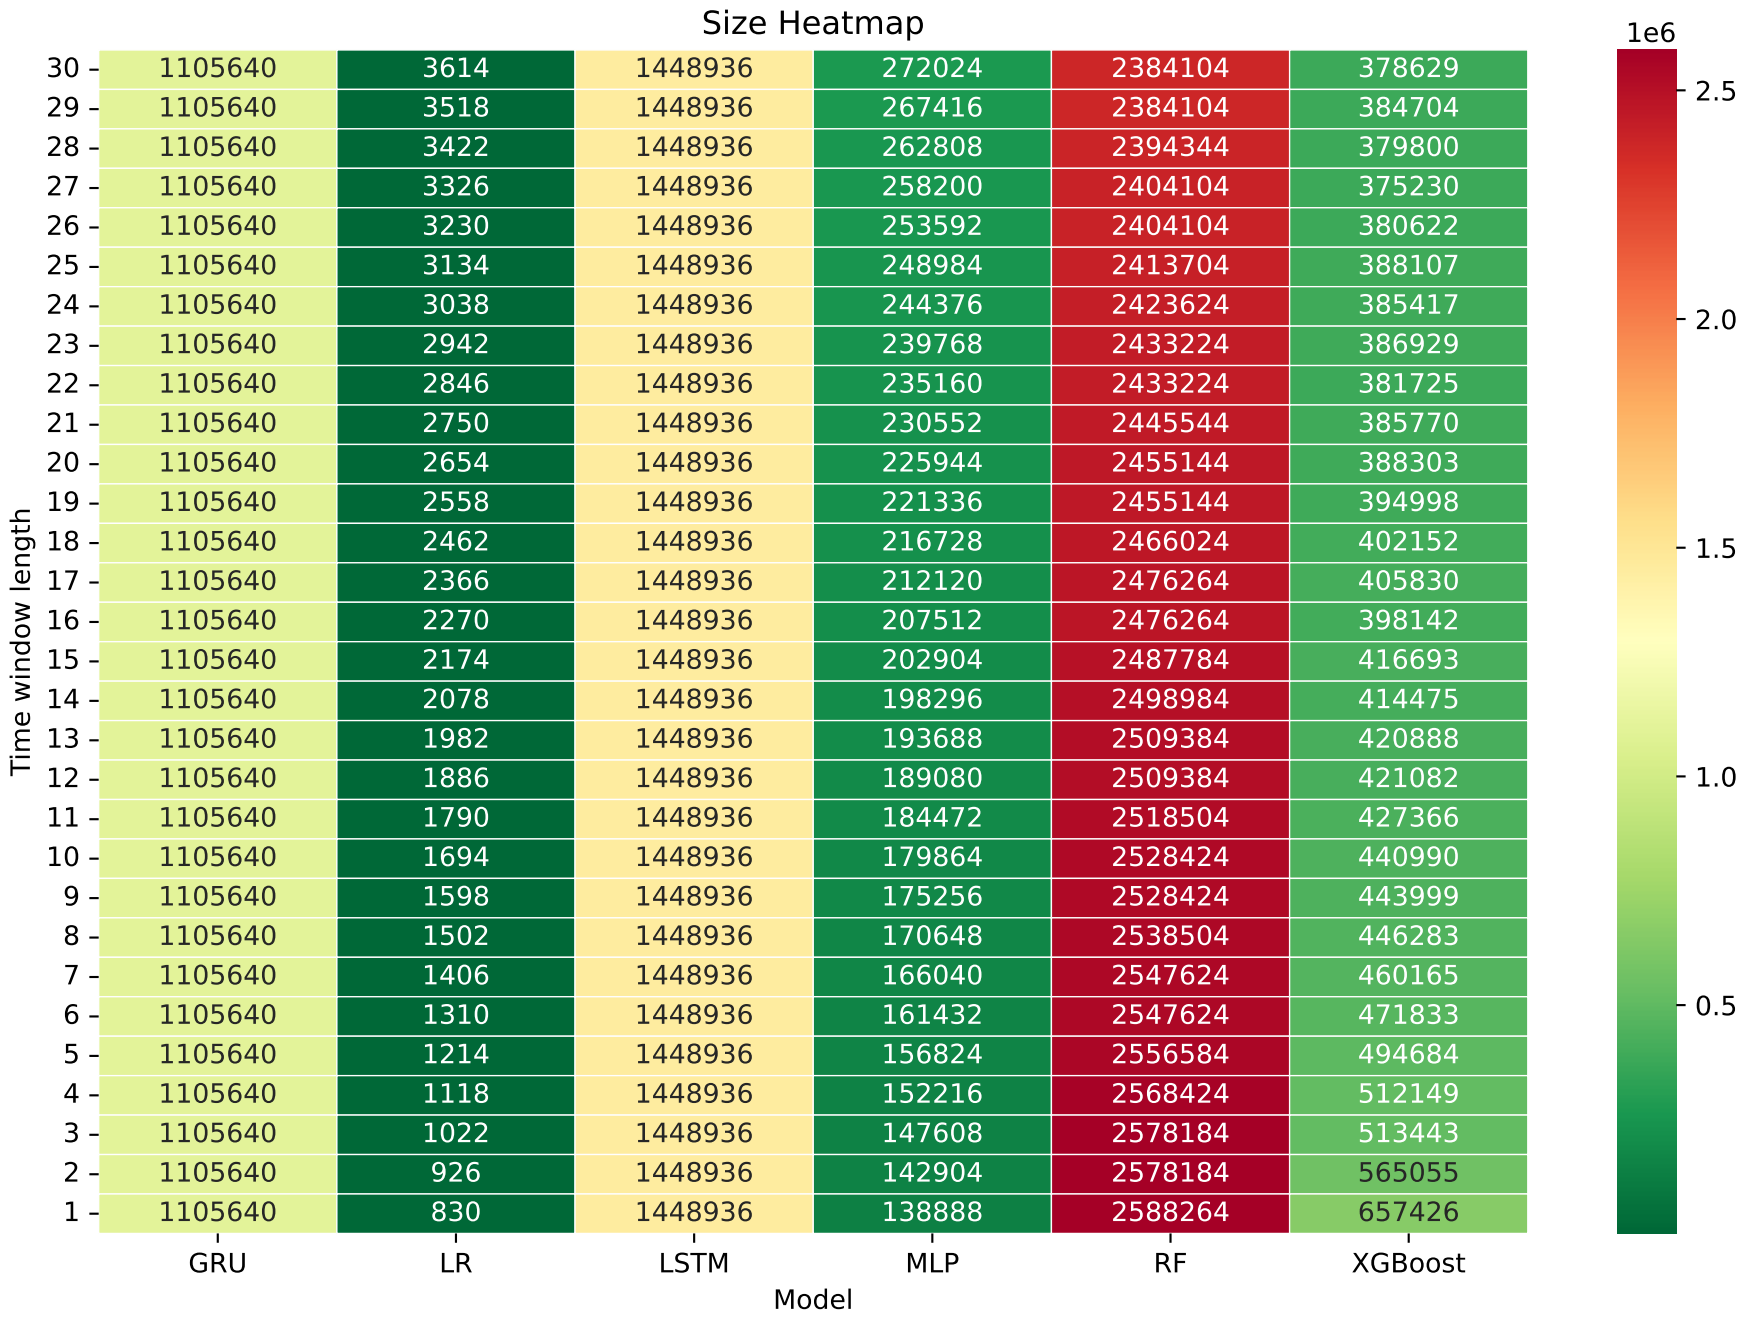 Size Heatmap
1e6
30 1105640 3614 1448936 272024 2384104 378629
29 1105640 3518 1448936 267416 2384104 384704
28 1105640 3422 1448936 262808 2394344 379800
27 1105640 3326 1448936 258200 2404104 375230
26 1105640 3230 1448936 253592 2404104 380622
25 1105640 3134 1448936 248984 2413704 388107
24 1105640 3038 1448936 244376 2423624 385417
23 1105640 2942 1448936 239768 2433224 386929
22 1105640 2846 1448936 235160 2433224 381725
21 1105640 2750 1448936 230552 2445544 385770
20 1105640 2654 1448936 225944 2455144 388303
19 1105640 2558 1448936 221336 2455144 394998
18 1105640 2462 1448936 216728 2466024 402152
17 1105640 2366 1448936 212120 2476264 405830
16 1105640 2270 1448936 207512 2476264 398142
15 1105640 2174 1448936 202904 2487784 416693
14 1105640 2078 1448936 198296 2498984 414475
13 1105640 1982 1448936 193688 2509384 420888
12 1105640 1886 1448936 189080 2509384 421082
11 1105640 1790 1448936 184472 2518504 427366
10 1105640 1694 1448936 179864 2528424 440990
9 1105640 1598 1448936 175256 2528424 443999
8 1105640 1502 1448936 170648 2538504 446283
7 1105640 1406 1448936 166040 2547624 460165
6 1105640 1310 1448936 161432 2547624 471833
5 1105640 1214 1448936 156824 2556584 494684
4 1105640 1118 1448936 152216 2568424 512149
3 1105640 1022 1448936 147608 2578184 513443
2 1105640 926 1448936 142904 2578184 565055
1 1105640 830 1448936 138888 2588264 657426
GRU LR LSTM MLP RF XGBoost
Model
Time window length
2.5
2.0
1.5
1.0
0.5